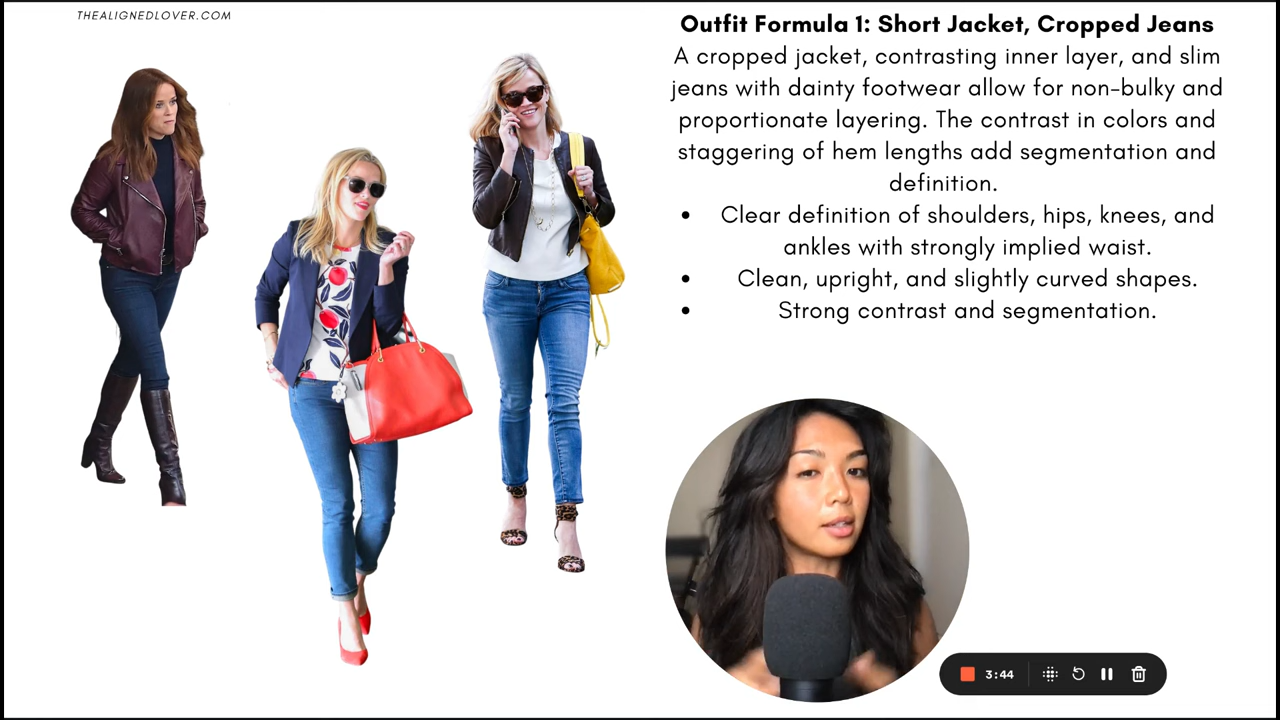 THEALIGNEDLOVER.COM
Outfit Formula 1: Short Jacket, Cropped Jeans
A cropped jacket, contrasting inner layer, and slim
jeans with dainty footwear allow for non-bulky and
proportionate layering. The contrast in colors and
staggering of hem lengths add segmentation and
definition.
• Clear definition of shoulders, hips, knees, and
ankles with strongly implied waist.
• Clean, upright, and slightly curved shapes.
• Strong contrast and segmentation.
3:44